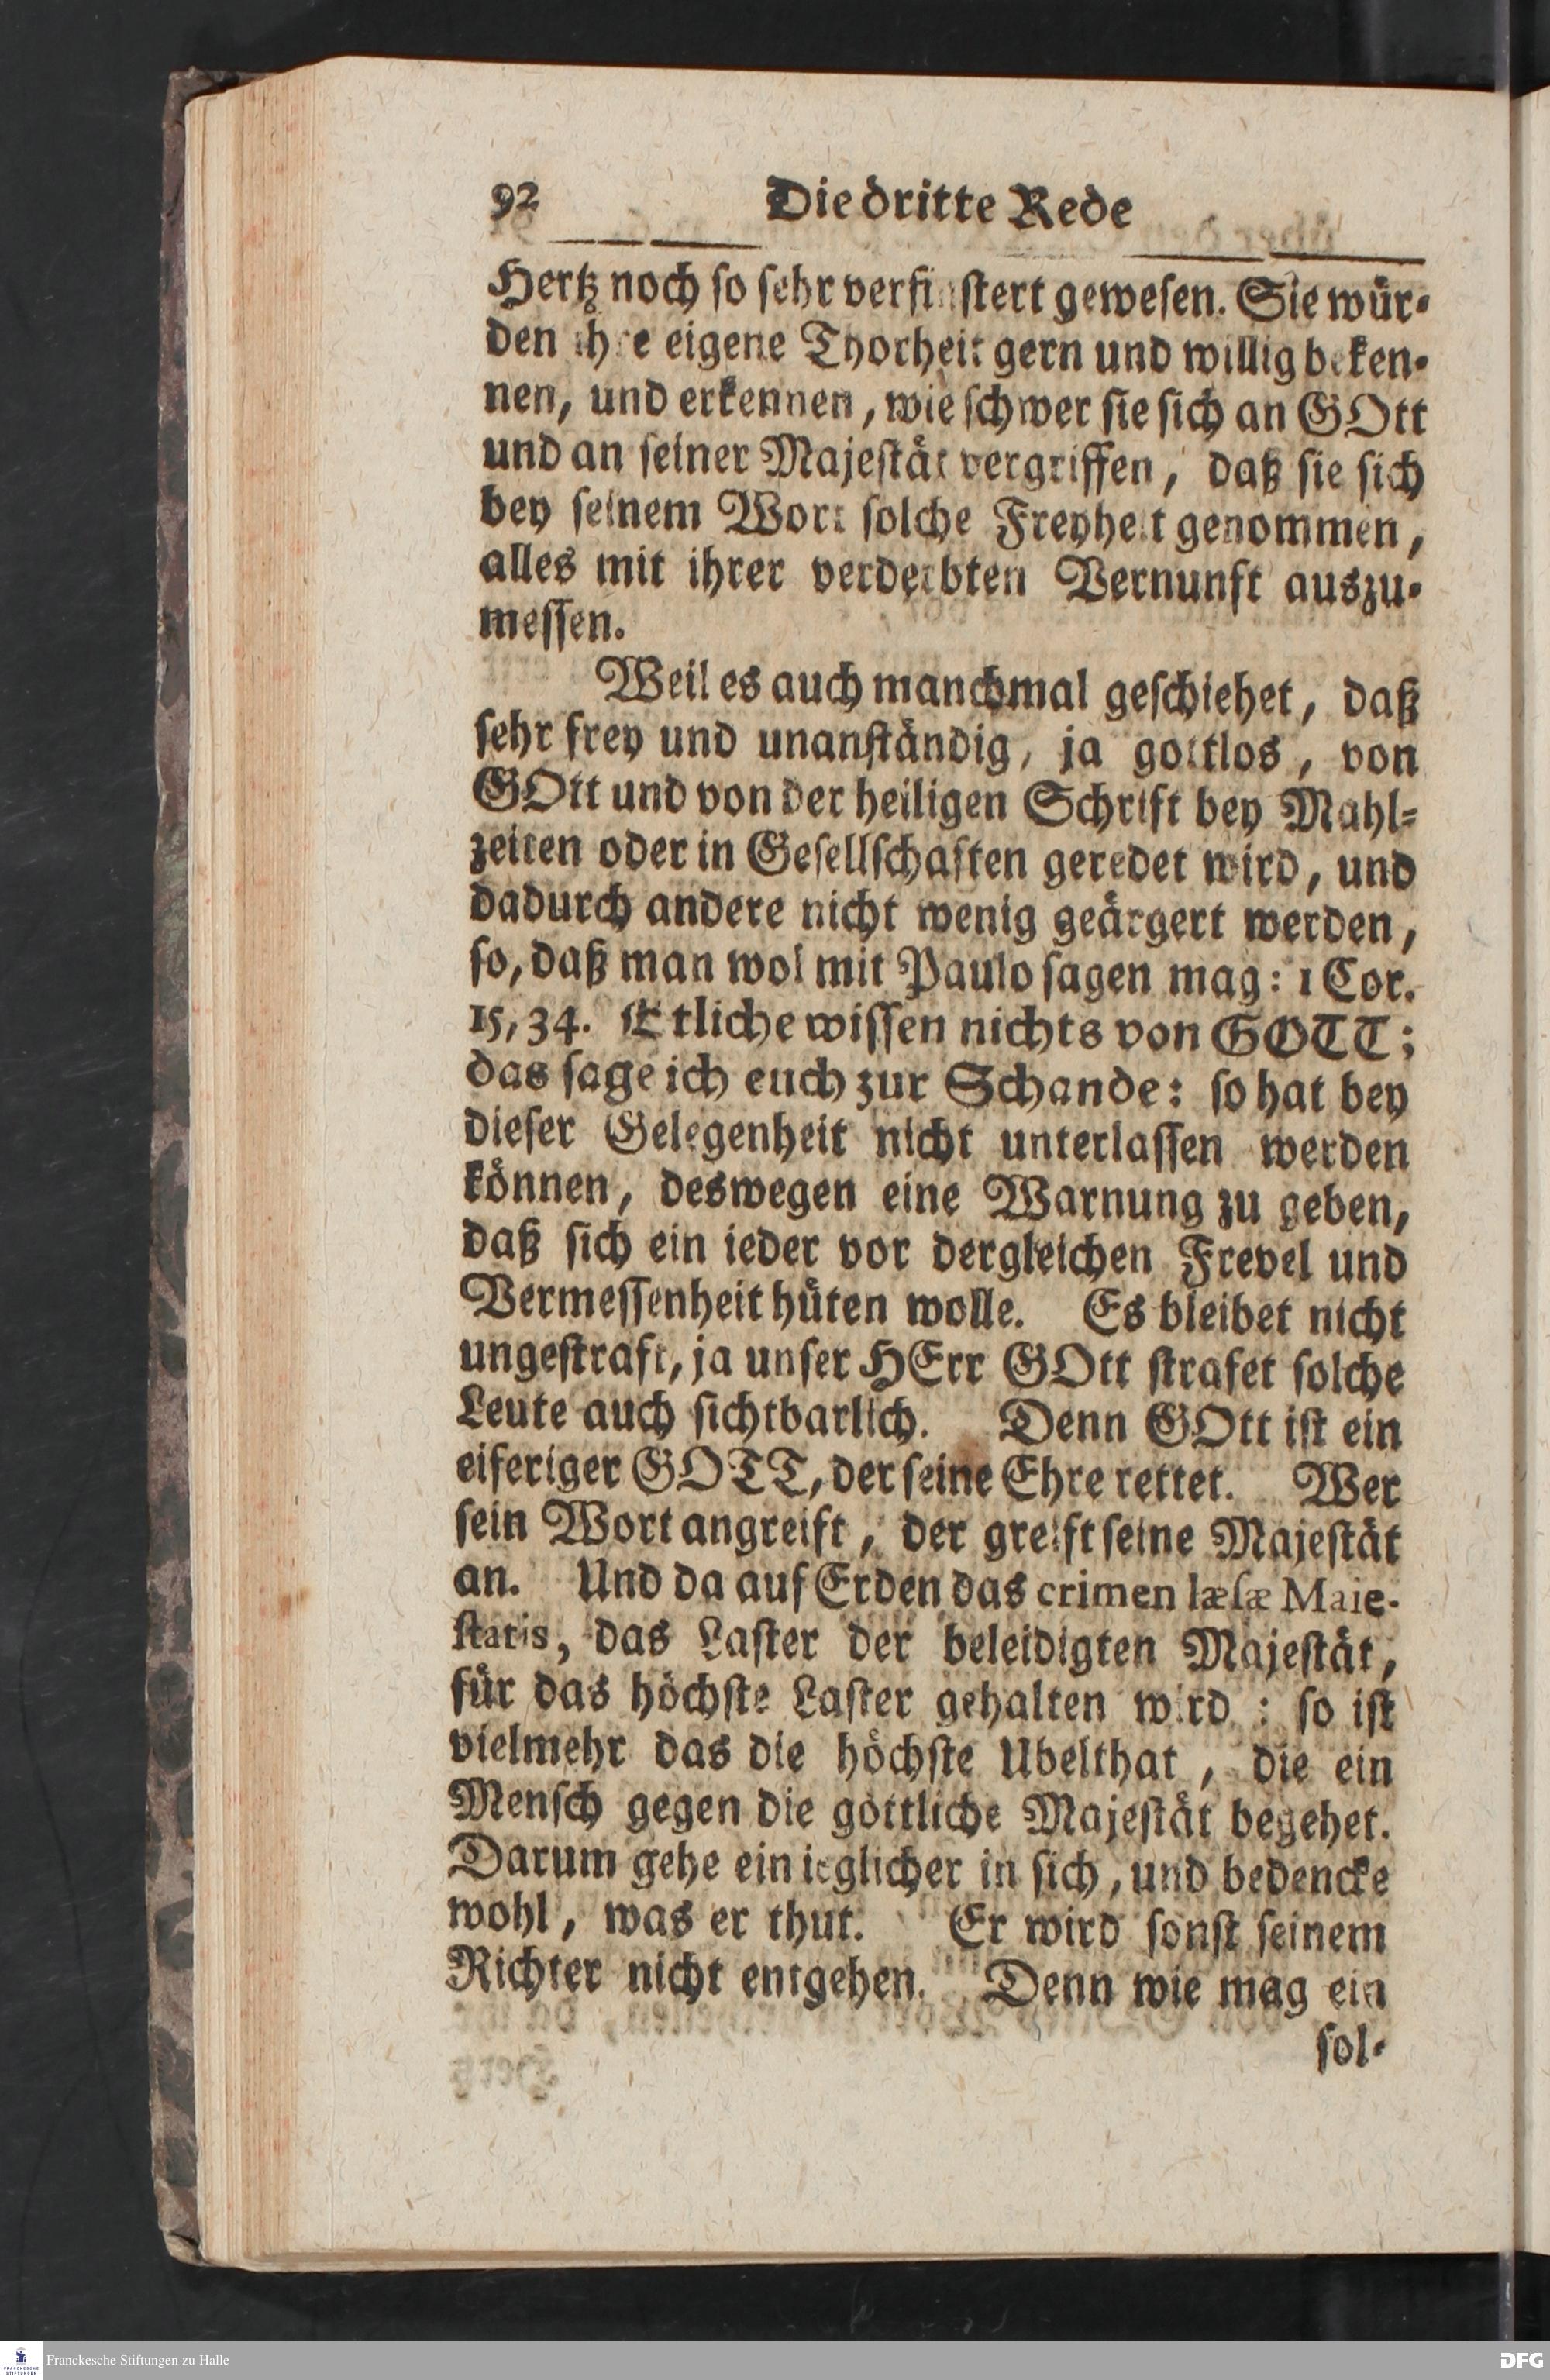 92 Die dritte Rede
Hertz noch so sehr verfinstert gewesen. Sie wür-
den ihre eigene Thorheit gern und willig beken-
nen, und erkennen, wie schwer sie sich an GOtt
und an seiner Majestät vergriffen, daß sie sich
bey seinem Wort solche Freyheit genommen,
alles mit ihrer verderbten Vernunft auszu-
messen.
Weil es auch manchmal geschiehet, daß
sehr frey und unanständig, ja gottlos, von
GOtt und von der heiligen Schrift bey Mahl-
zeiten oder in Gesellschaften geredet wird, und
dadurch andere nicht wenig geärgert werden,
so, daß man wol mit Paulo sagen mag: 1 Cor.
15, 34. Etliche wissen nichts von GOTT;
das sage ich euch zur Schande: so hat bey
dieser Gelegenheit nicht unterlassen werden
können, deswegen eine Warnung zu geben,
daß sich ein ieder vor dergleichen Frevel und
Vermessenheit hüten wolle. Es bleibet nicht
ungestraft, ja unser HErr GOtt strafet solche
Leute auch sichtbarlich. Denn GOtt ist ein
eiferiger GOTT, der seine Ehre rettet. Wer
sein Wort angreift, der greift seine Majestät
an. Und da auf Erden das crimen læsæ Maie-
statis, das Laster der beleidigten Majestät,
für das höchste Laster gehalten wird: so ist
vielmehr das die höchste Ubelthat, die ein
Mensch gegen die göttliche Majestät begehet.
Darum gehe ein ieglicher in sich, und bedencke
wohl, was er thut. Er wird sonst seinem
Richter nicht entgehen. Denn wie mag ein
sol-
FRANCKESCHE STIFTUNGEN
Franckesche Stiftungen zu Halle
DFG